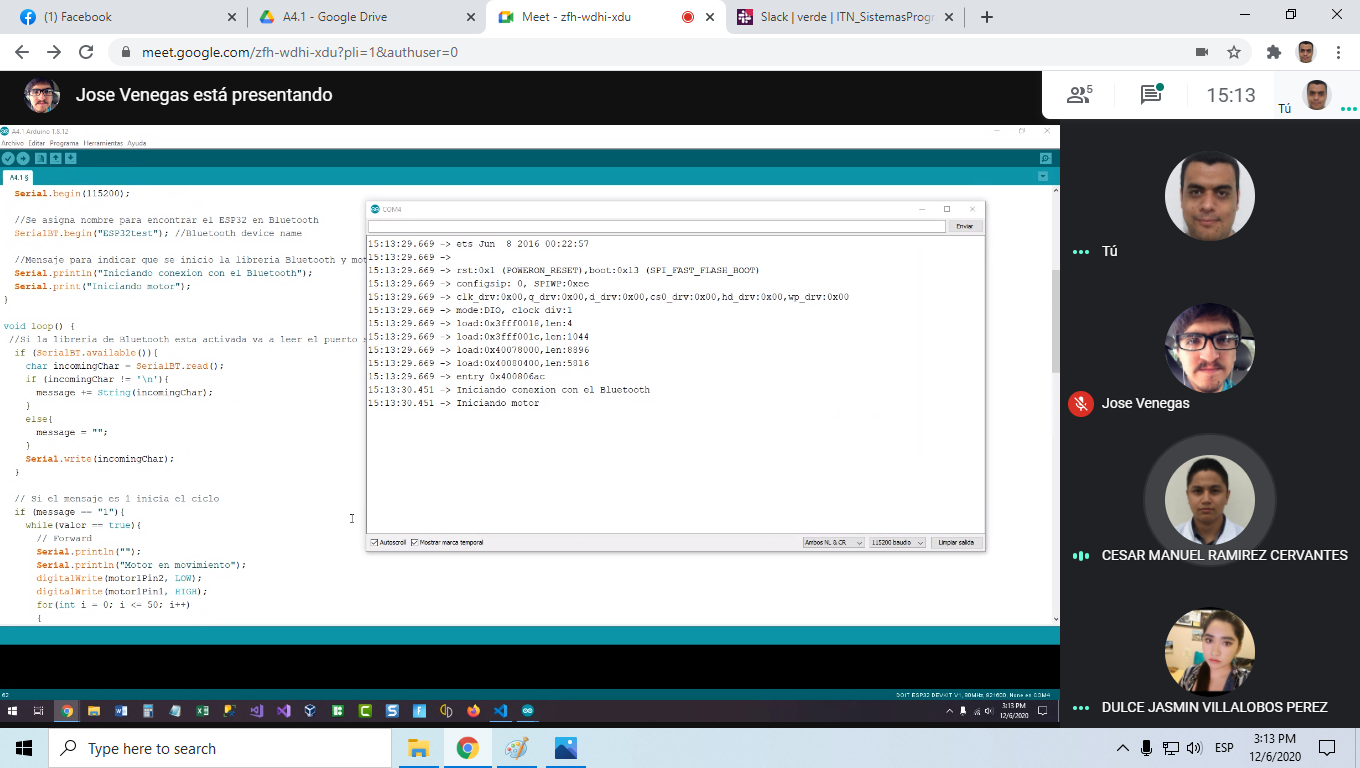 (1) Facebook
A4.1 - Google Drive
Meet - zfh-wdhi-xdu
Slack | verde | ITN_SistemasProgr
meet.google.com/zfh-wdhi-xdu?pli=1&authuser=0
Jose Venegas está presentando
5
15:13
Tú
A4.1 Arduino 1.8.12
Archivo Editar Programa Herramientas Ayuda
A4.1 §
Serial.begin(115200);
//Se asigna nombre para encontrar el ESP32 en Bluetooth
SerialBT.begin("ESP32test"); //Bluetooth device name
//Mensaje para indicar que se inicio la libreria Bluetooth y mot
Serial.println("Iniciando conexion con el Bluetooth");
Serial.print("Iniciando motor");
}
void loop() {
//Si la libreria de Bluetooth esta activada va a leer el puerto
if (SerialBT.available()){
char incomingChar = SerialBT.read();
if (incomingChar != '\n'){
message += String(incomingChar);
}
else{
message = "";
}
Serial.write(incomingChar);
}
// Si el mensaje es 1 inicia el ciclo
if (message == "1"){
while(valor == true){
// Forward
Serial.println("");
Serial.println("Motor en movimiento");
digitalWrite(motor1Pin2, LOW);
digitalWrite(motor1Pin1, HIGH);
for(int i = 0; i <= 50; i++)
{
COM4
Enviar
15:13:29.669 -> ets Jun  8 2016 00:22:57
15:13:29.669 ->
15:13:29.669 -> rst:0x1 (POWERON_RESET),boot:0x13 (SPI_FAST_FLASH_BOOT)
15:13:29.669 -> configsip: 0, SPIWP:0xee
15:13:29.669 -> clk_drv:0x00,q_drv:0x00,d_drv:0x00,cs0_drv:0x00,hd_drv:0x00,wp_drv:0x00
15:13:29.669 -> mode:DIO, clock div:1
15:13:29.669 -> load:0x3fff0018,len:4
15:13:29.669 -> load:0x3fff001c,len:1044
15:13:29.669 -> load:0x40078000,len:8896
15:13:29.669 -> load:0x40080400,len:5816
15:13:29.669 -> entry 0x400806ac
15:13:30.451 -> Iniciando conexion con el Bluetooth
15:13:30.451 -> Iniciando motor
Autoscroll Mostrar marca temporal
Ambos NL & CR
115200 baudio
Limpiar salida
62
DOIT ESP32 DEVKIT V1, 80MHz, 921600, None es COM4
3:13 PM
12/6/2020
Tú
Jose Venegas
CESAR MANUEL RAMIREZ CERVANTES
DULCE JASMIN VILLALOBOS PEREZ
Type here to search
ESP
3:13 PM
12/6/2020